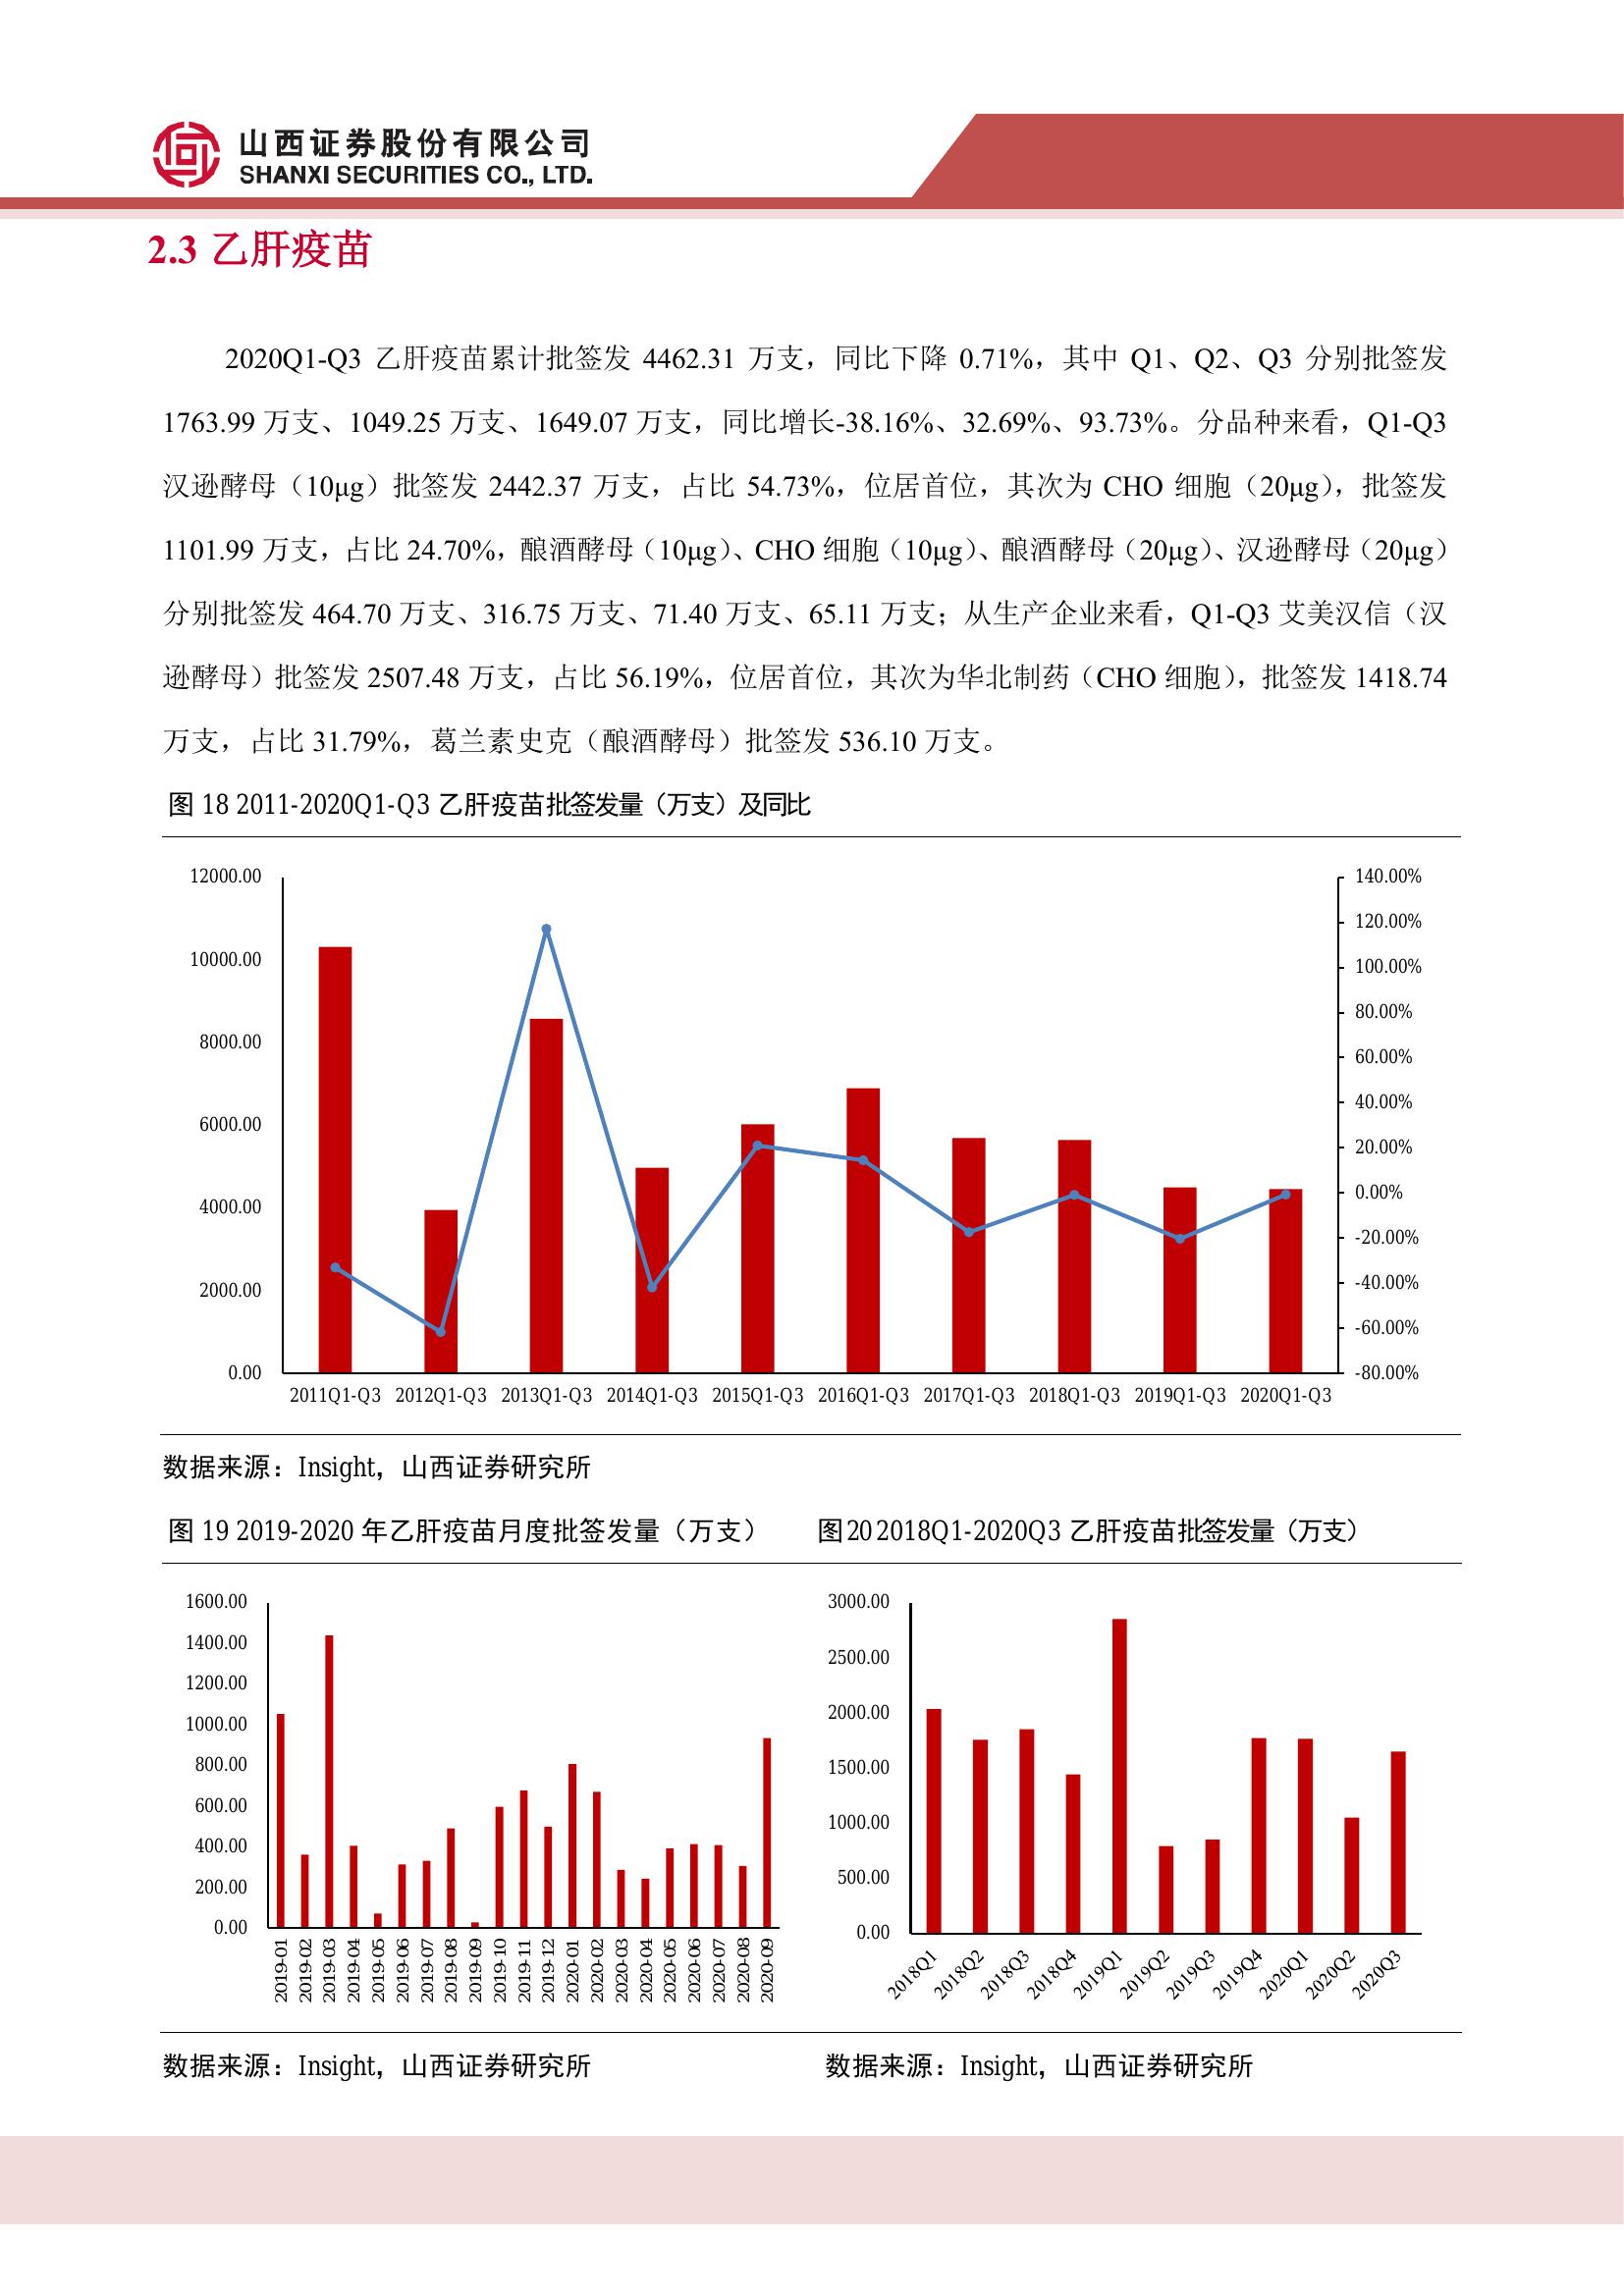 山西证券股份有限公司
SHANXI SECURITIES CO., LTD.
2.3 乙肝疫苗
2020Q1-Q3 乙肝疫苗累计批签发 4462.31 万支，同比下降 0.71%，其中 Q1、Q2、Q3 分别批签发
1763.99 万支、1049.25 万支、1649.07 万支，同比增长-38.16%、32.69%、93.73%。分品种来看，Q1-Q3
汉逊酵母（10μg）批签发 2442.37 万支，占比 54.73%，位居首位，其次为 CHO 细胞（20μg），批签发
1101.99 万支，占比 24.70%，酿酒酵母（10μg）、CHO 细胞（10μg）、酿酒酵母（20μg）、汉逊酵母（20μg）
分别批签发 464.70 万支、316.75 万支、71.40 万支、65.11 万支；从生产企业来看，Q1-Q3 艾美汉信（汉
逊酵母）批签发 2507.48 万支，占比 56.19%，位居首位，其次为华北制药（CHO 细胞），批签发 1418.74
万支，占比 31.79%，葛兰素史克（酿酒酵母）批签发 536.10 万支。
图 18 2011-2020Q1-Q3 乙肝疫苗批签发量（万支）及同比
12000.00
10000.00
8000.00
6000.00
4000.00
2000.00
0.00
140.00%
120.00%
100.00%
80.00%
60.00%
40.00%
20.00%
0.00%
-20.00%
-40.00%
-60.00%
-80.00%
2011Q1-Q3 2012Q1-Q3 2013Q1-Q3 2014Q1-Q3 2015Q1-Q3 2016Q1-Q3 2017Q1-Q3 2018Q1-Q3 2019Q1-Q3 2020Q1-Q3
数据来源：Insight，山西证券研究所
图 19 2019-2020 年乙肝疫苗月度批签发量（万支）
1600.00
1400.00
1200.00
1000.00
800.00
600.00
400.00
200.00
0.00
2019-01
2019-02
2019-03
2019-04
2019-05
2019-06
2019-07
2019-08
2019-09
2019-10
2019-11
2019-12
2020-01
2020-02
2020-03
2020-04
2020-05
2020-06
2020-07
2020-08
2020-09
数据来源：Insight，山西证券研究所
图 20 2018Q1-2020Q3 乙肝疫苗批签发量（万支）
3000.00
2500.00
2000.00
1500.00
1000.00
500.00
0.00
2018Q1
2018Q2
2018Q3
2018Q4
2019Q1
2019Q2
2019Q3
2019Q4
2020Q1
2020Q2
2020Q3
数据来源：Insight，山西证券研究所